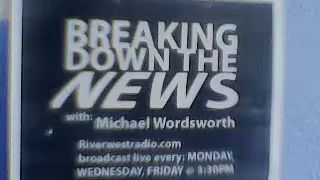 BREAKING
DOWN THE
NEWS
with: Michael Wordsworth
Riverwestradio.com
broadcast live every: MONDAY,
WEDNESDAY, FRIDAY @ 3:30PM